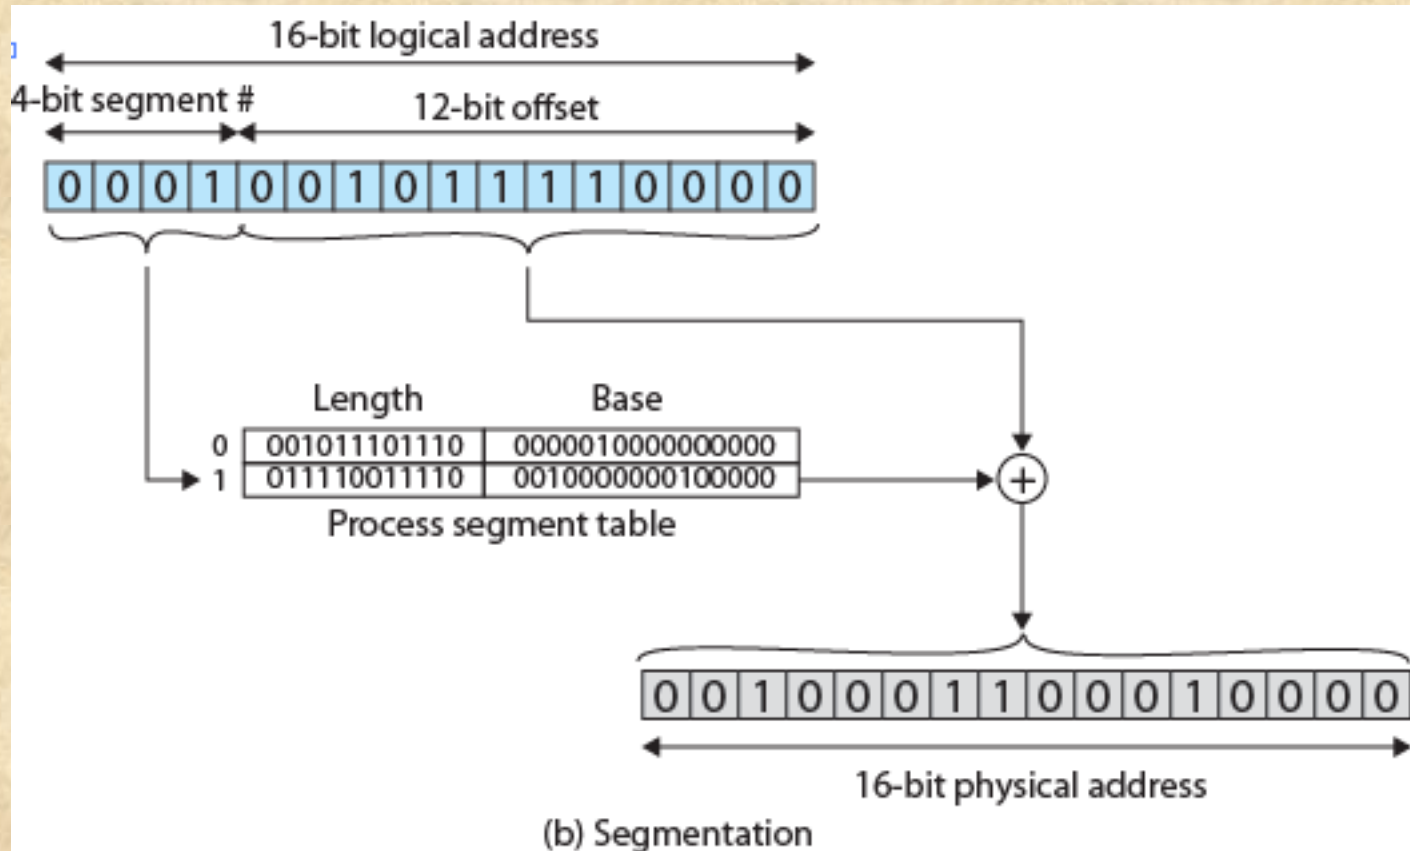 16-bit logical address
4-bit segment # 12-bit offset
0 0 0 1 0 0 1 0 1 1 1 1 0 0 0 0
Length Base
0 001011101110 0000010000000000
1 011110011110 0010000000100000
Process segment table
+
0 0 1 0 0 0 1 1 0 0 0 1 0 0 0 0
16-bit physical address
(b) Segmentation